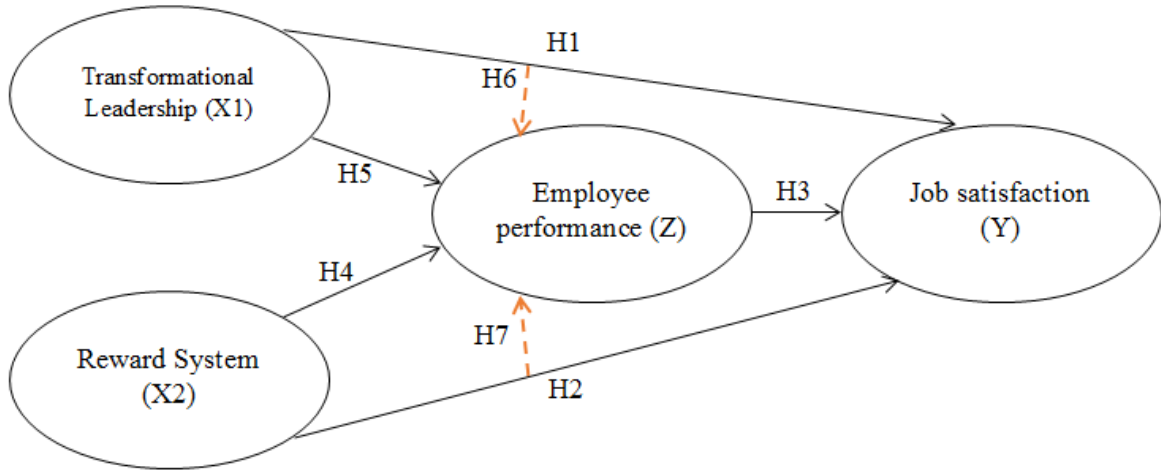 H1
Transformational
Leadership (X1)
H6
H5
Employee
performance (Z)
H3
Job satisfaction
(Y)
H4
H7
Reward System
(X2)
H2